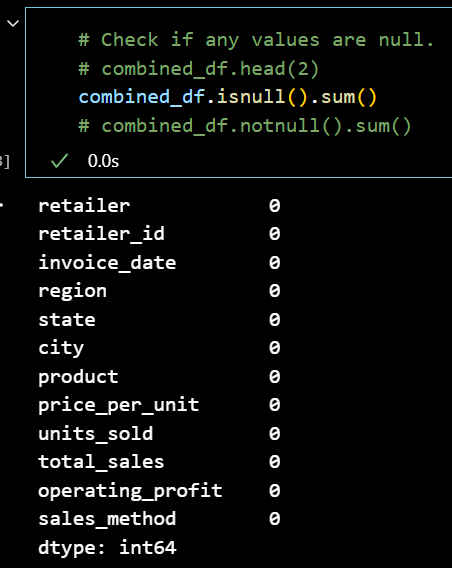 # Check if any values are null.
# combined_df.head(2)
combined_df.isnull().sum()
# combined_df.notnull().sum()
] 0.0s
retailer 0
retailer_id 0
invoice_date 0
region 0
state 0
city 0
product 0
price_per_unit 0
units_sold 0
total_sales 0
operating_profit 0
sales_method 0
dtype: int64